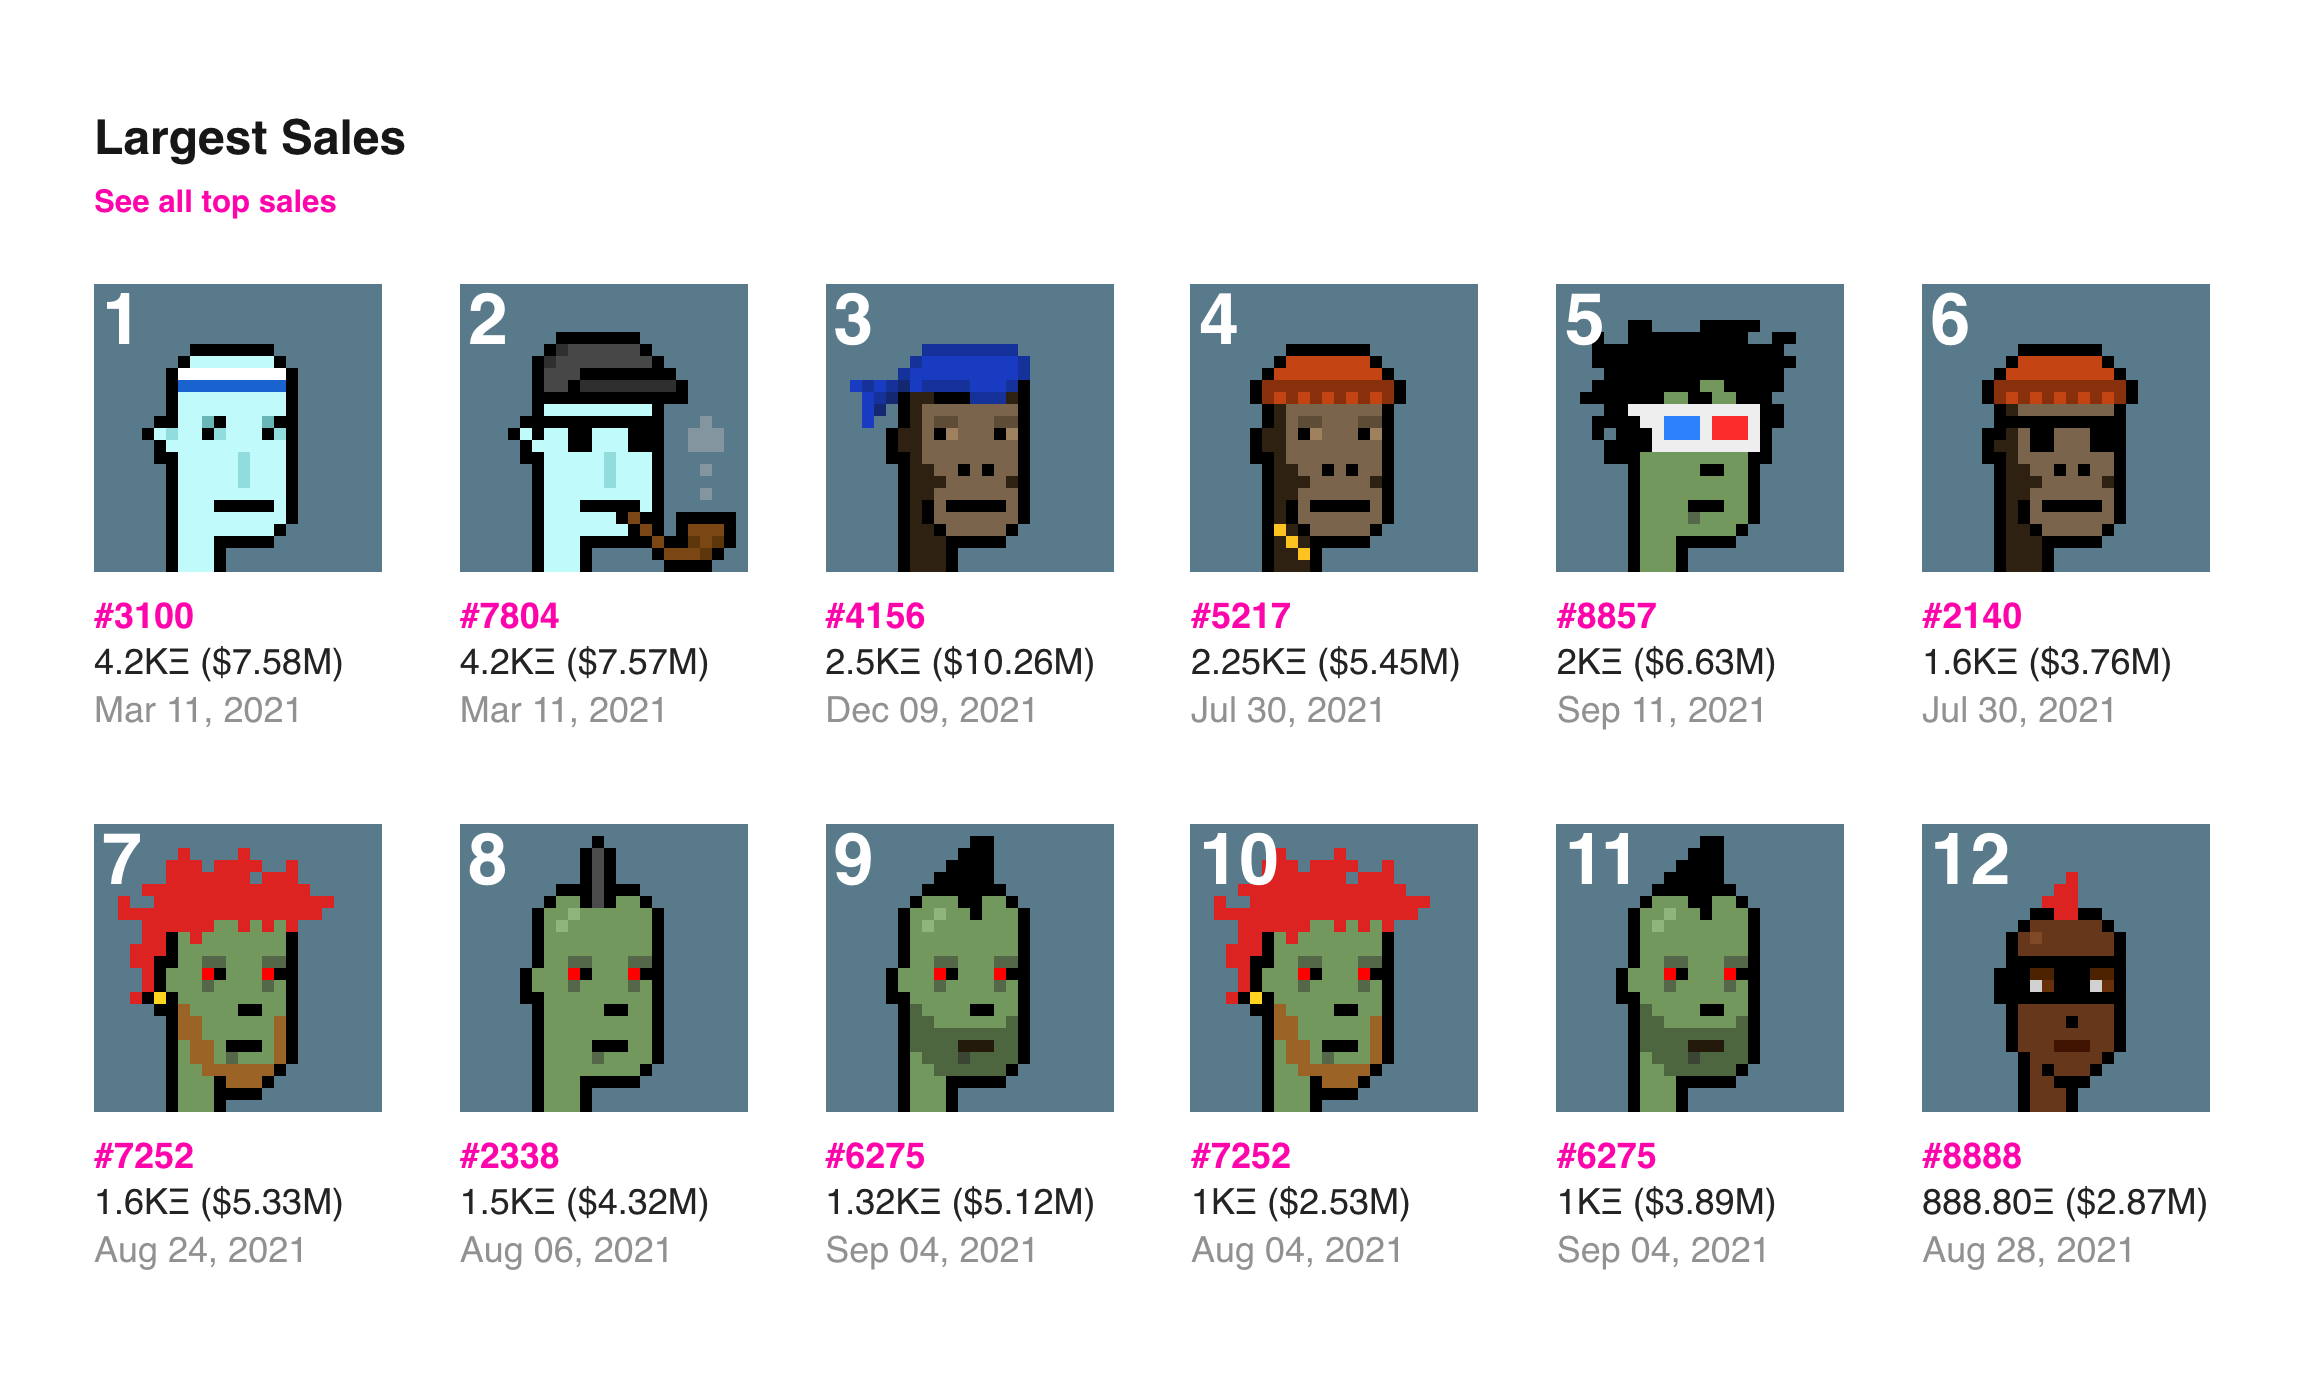 Largest Sales
See all top sales
1
#3100
4.2KΞ ($7.58M)
Mar 11, 2021
2
#7804
4.2KΞ ($7.57M)
Mar 11, 2021
3
#4156
2.5KΞ ($10.26M)
Dec 09, 2021
4
#5217
2.25KΞ ($5.45M)
Jul 30, 2021
5
#8857
2KΞ ($6.63M)
Sep 11, 2021
6
#2140
1.6KΞ ($3.76M)
Jul 30, 2021
7
#7252
1.6KΞ ($5.33M)
Aug 24, 2021
8
#2338
1.5KΞ ($4.32M)
Aug 06, 2021
9
#6275
1.32KΞ ($5.12M)
Sep 04, 2021
10
#7252
1KΞ ($2.53M)
Aug 04, 2021
11
#6275
1KΞ ($3.89M)
Sep 04, 2021
12
#8888
888.80Ξ ($2.87M)
Aug 28, 2021